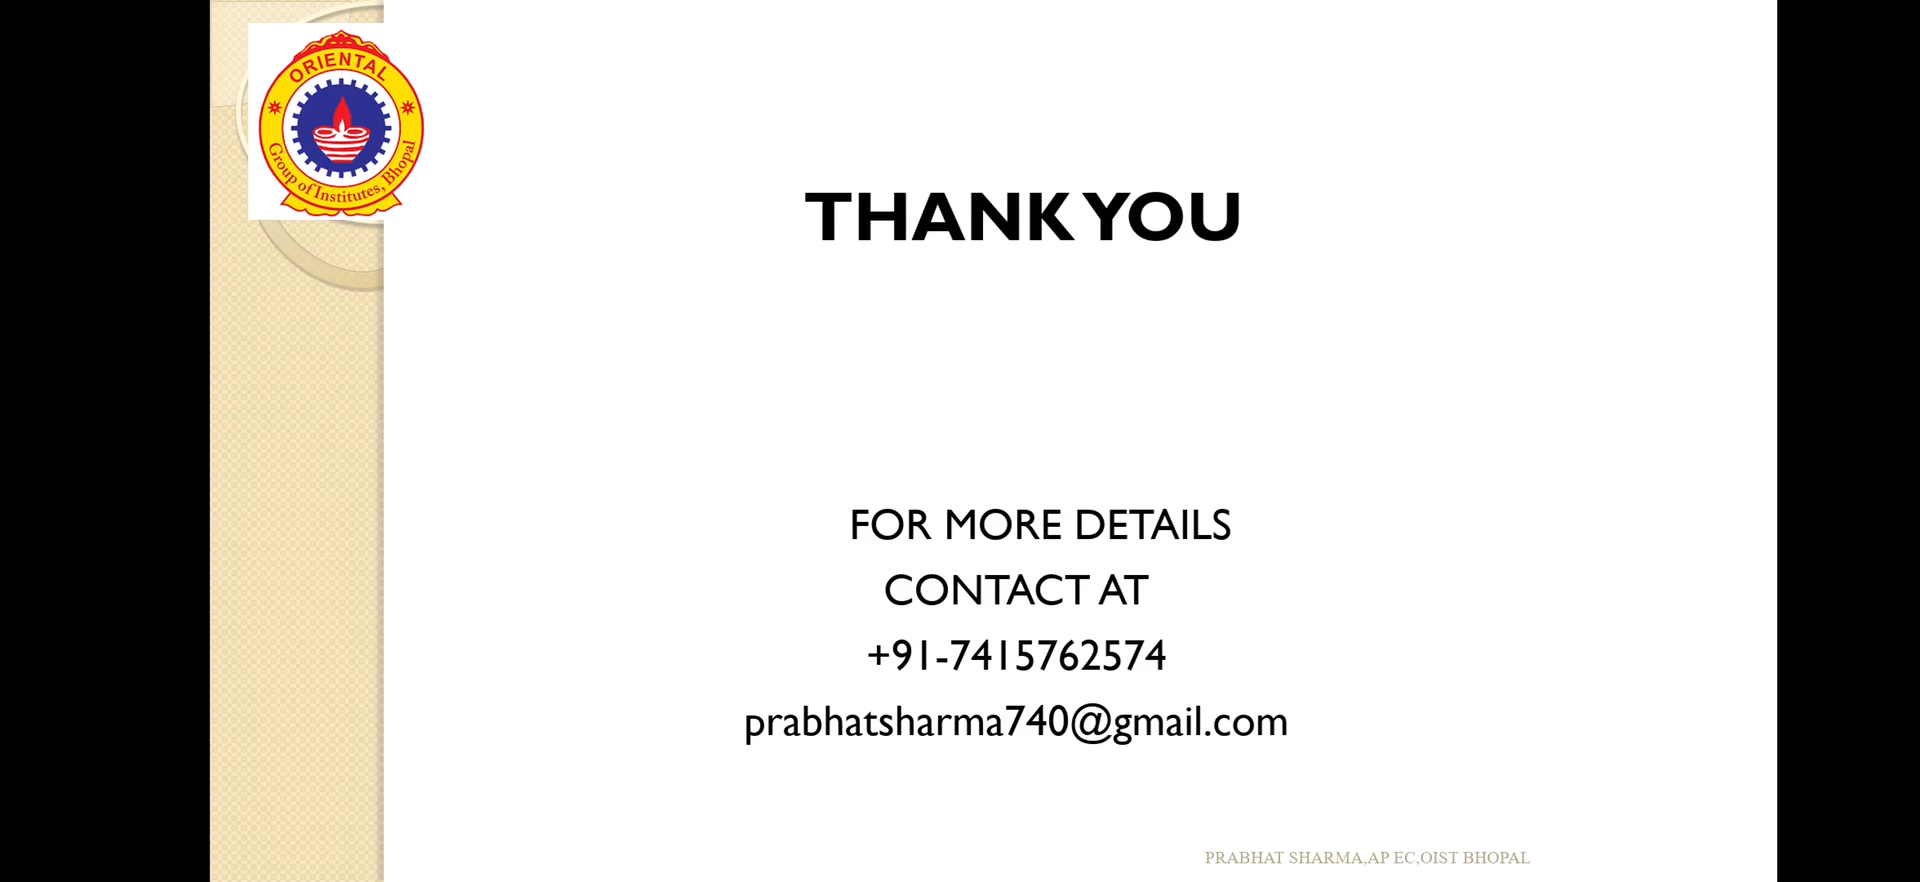 ORIENTAL
Group of Institutes, Bhopal
THANK YOU
FOR MORE DETAILS
CONTACT AT
+91-7415762574
prabhatsharma740@gmail.com
PRABHAT SHARMA,AP EC,OIST BHOPAL